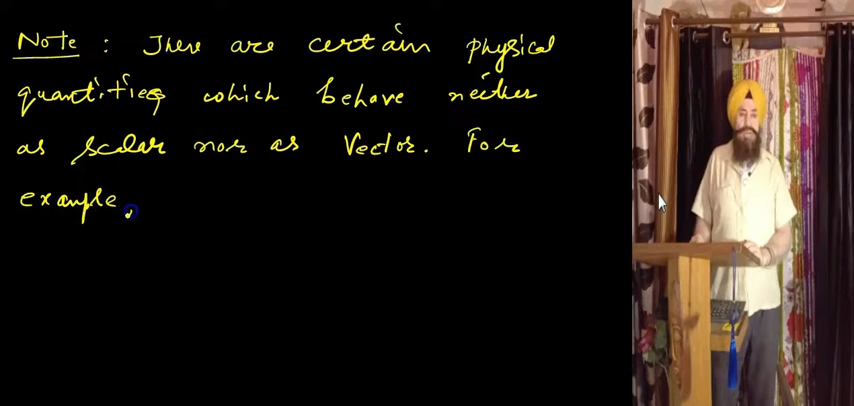 Note : There are certain physical
quantities which behave neither
as scalar nor as Vector. For
example,